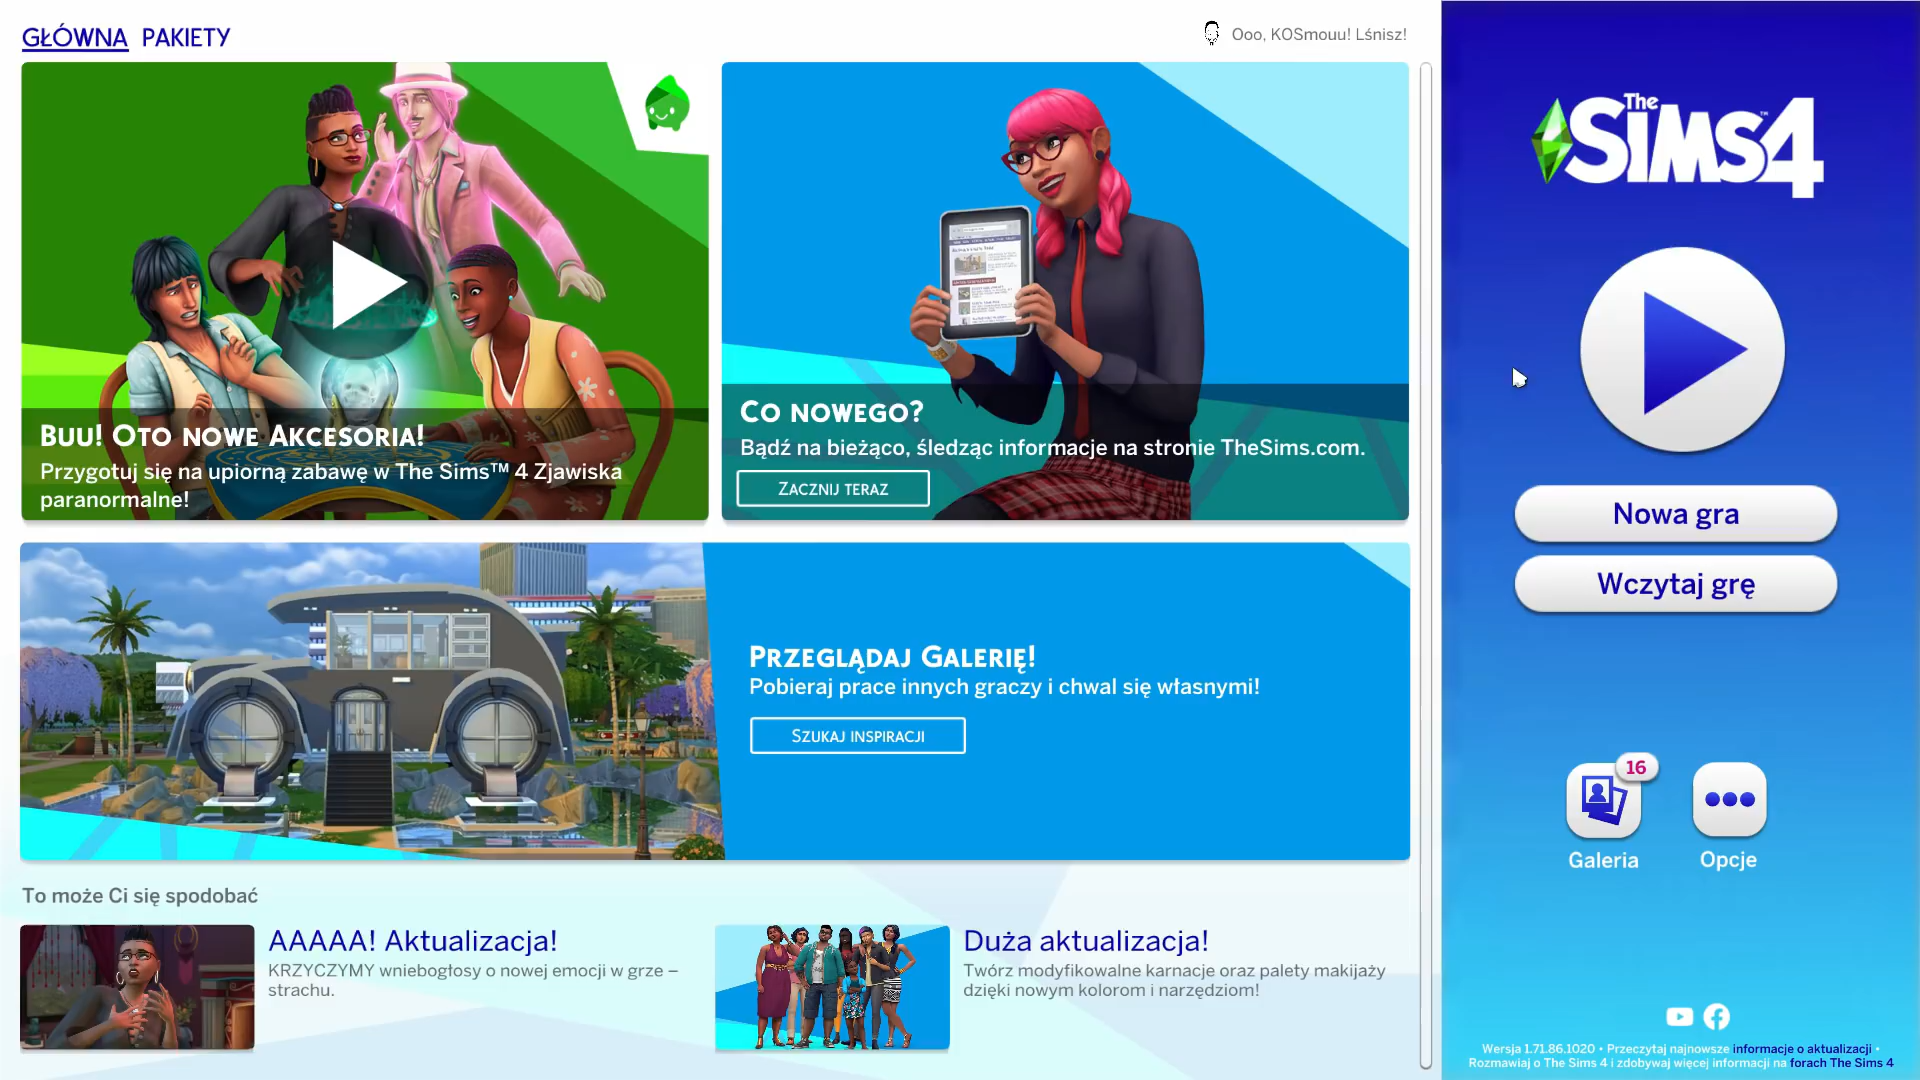 GŁÓWNA PAKIETY
Ooo, KOSmouu! Lśnisz!
Buu! Oto nowe Akcesoria!
Przygotuj się na upiorną zabawę w The Sims™ 4 Zjawiska
paranormalne!
Co nowego?
Bądź na bieżąco, śledząc informacje na stronie TheSims.com.
Zacznij teraz
Przeglądaj Galerię!
Pobieraj prace innych graczy i chwal się własnymi!
Szukaj inspiracji
To może Ci się spodobać
AAAAA! Aktualizacja!
KRZYCZYMY wniebogłosy o nowej emocji w grze –
strachu.
Duża aktualizacja!
Twórz modyfikowalne karnacje oraz palety makijaży
dzięki nowym kolorom i narzędziom!
The SiMS 4™
Nowa gra
Wczytaj grę
16
Galeria
Opcje
Wersja 1.71.86.1020 • Przeczytaj najnowsze informacje o aktualizacji •
Rozmawiaj o The Sims 4 i zdobywaj więcej informacji na forach The Sims 4